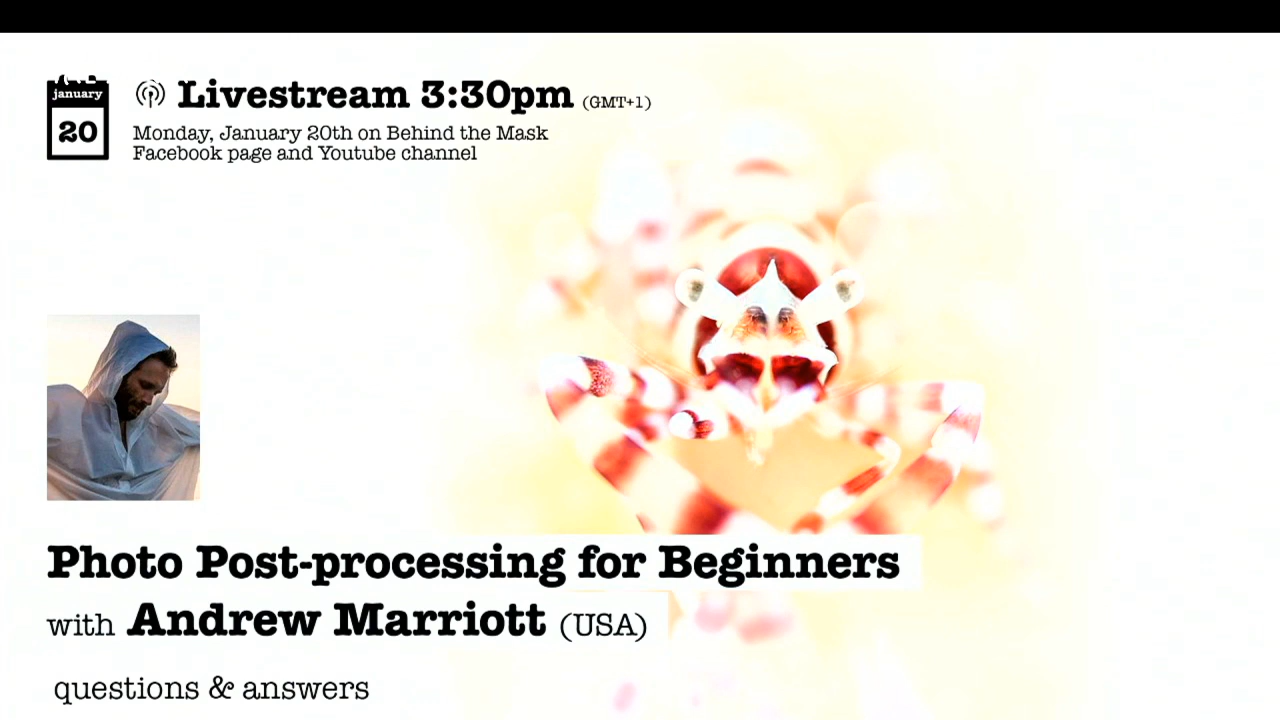 january
20
Livestream 3:30pm (GMT+1)
Monday, January 20th on Behind the Mask
Facebook page and Youtube channel
Photo Post-processing for Beginners
with Andrew Marriott (USA)
questions & answers